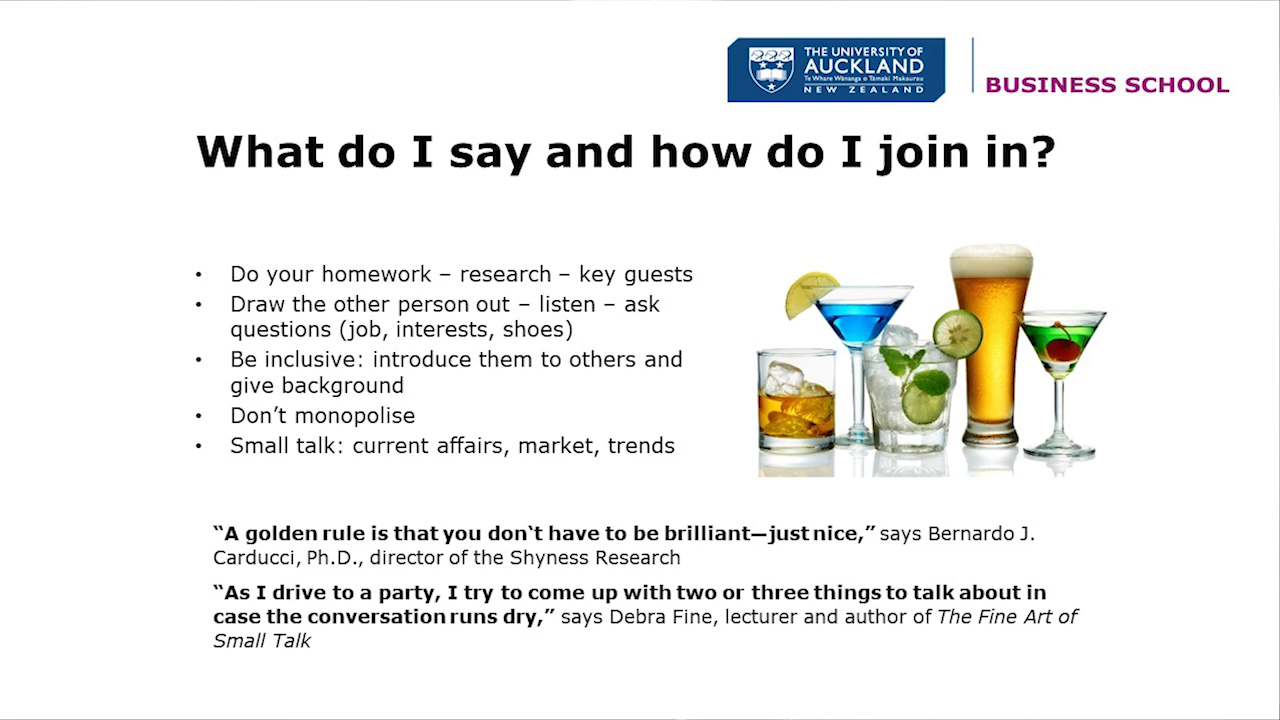 THE UNIVERSITY OF
AUCKLAND
Te Whare Wānanga o Tāmaki Makaurau
NEW ZEALAND
BUSINESS SCHOOL
What do I say and how do I join in?
• Do your homework – research – key guests
• Draw the other person out – listen – ask
questions (job, interests, shoes)
• Be inclusive: introduce them to others and
give background
• Don’t monopolise
• Small talk: current affairs, market, trends
“A golden rule is that you don‘t have to be brilliant—just nice,” says Bernardo J.
Carducci, Ph.D., director of the Shyness Research
“As I drive to a party, I try to come up with two or three things to talk about in
case the conversation runs dry,” says Debra Fine, lecturer and author of The Fine Art of
Small Talk